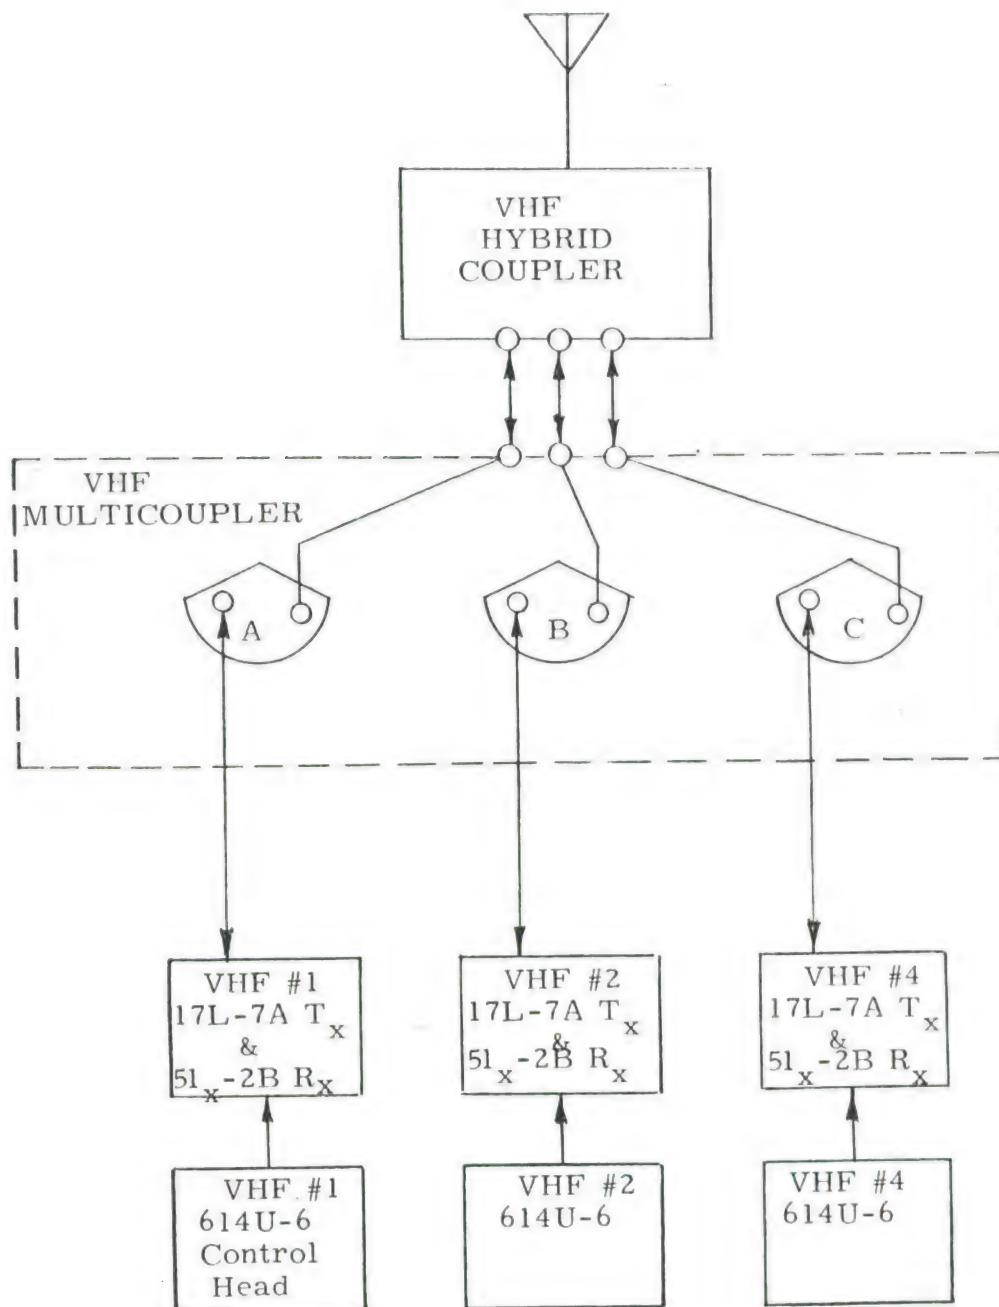 VHF
HYBRID
COUPLER
VHF
MULTICOUPLER
A
B
C
VHF #1
17L-7A Tx
&
51x-2B Rx
VHF #2
17L-7A Tx
&
51x-2B Rx
VHF #4
17L-7A Tx
&
51x-2B Rx
VHF #1
614U-6
Control
Head
VHF #2
614U-6
VHF #4
614U-6